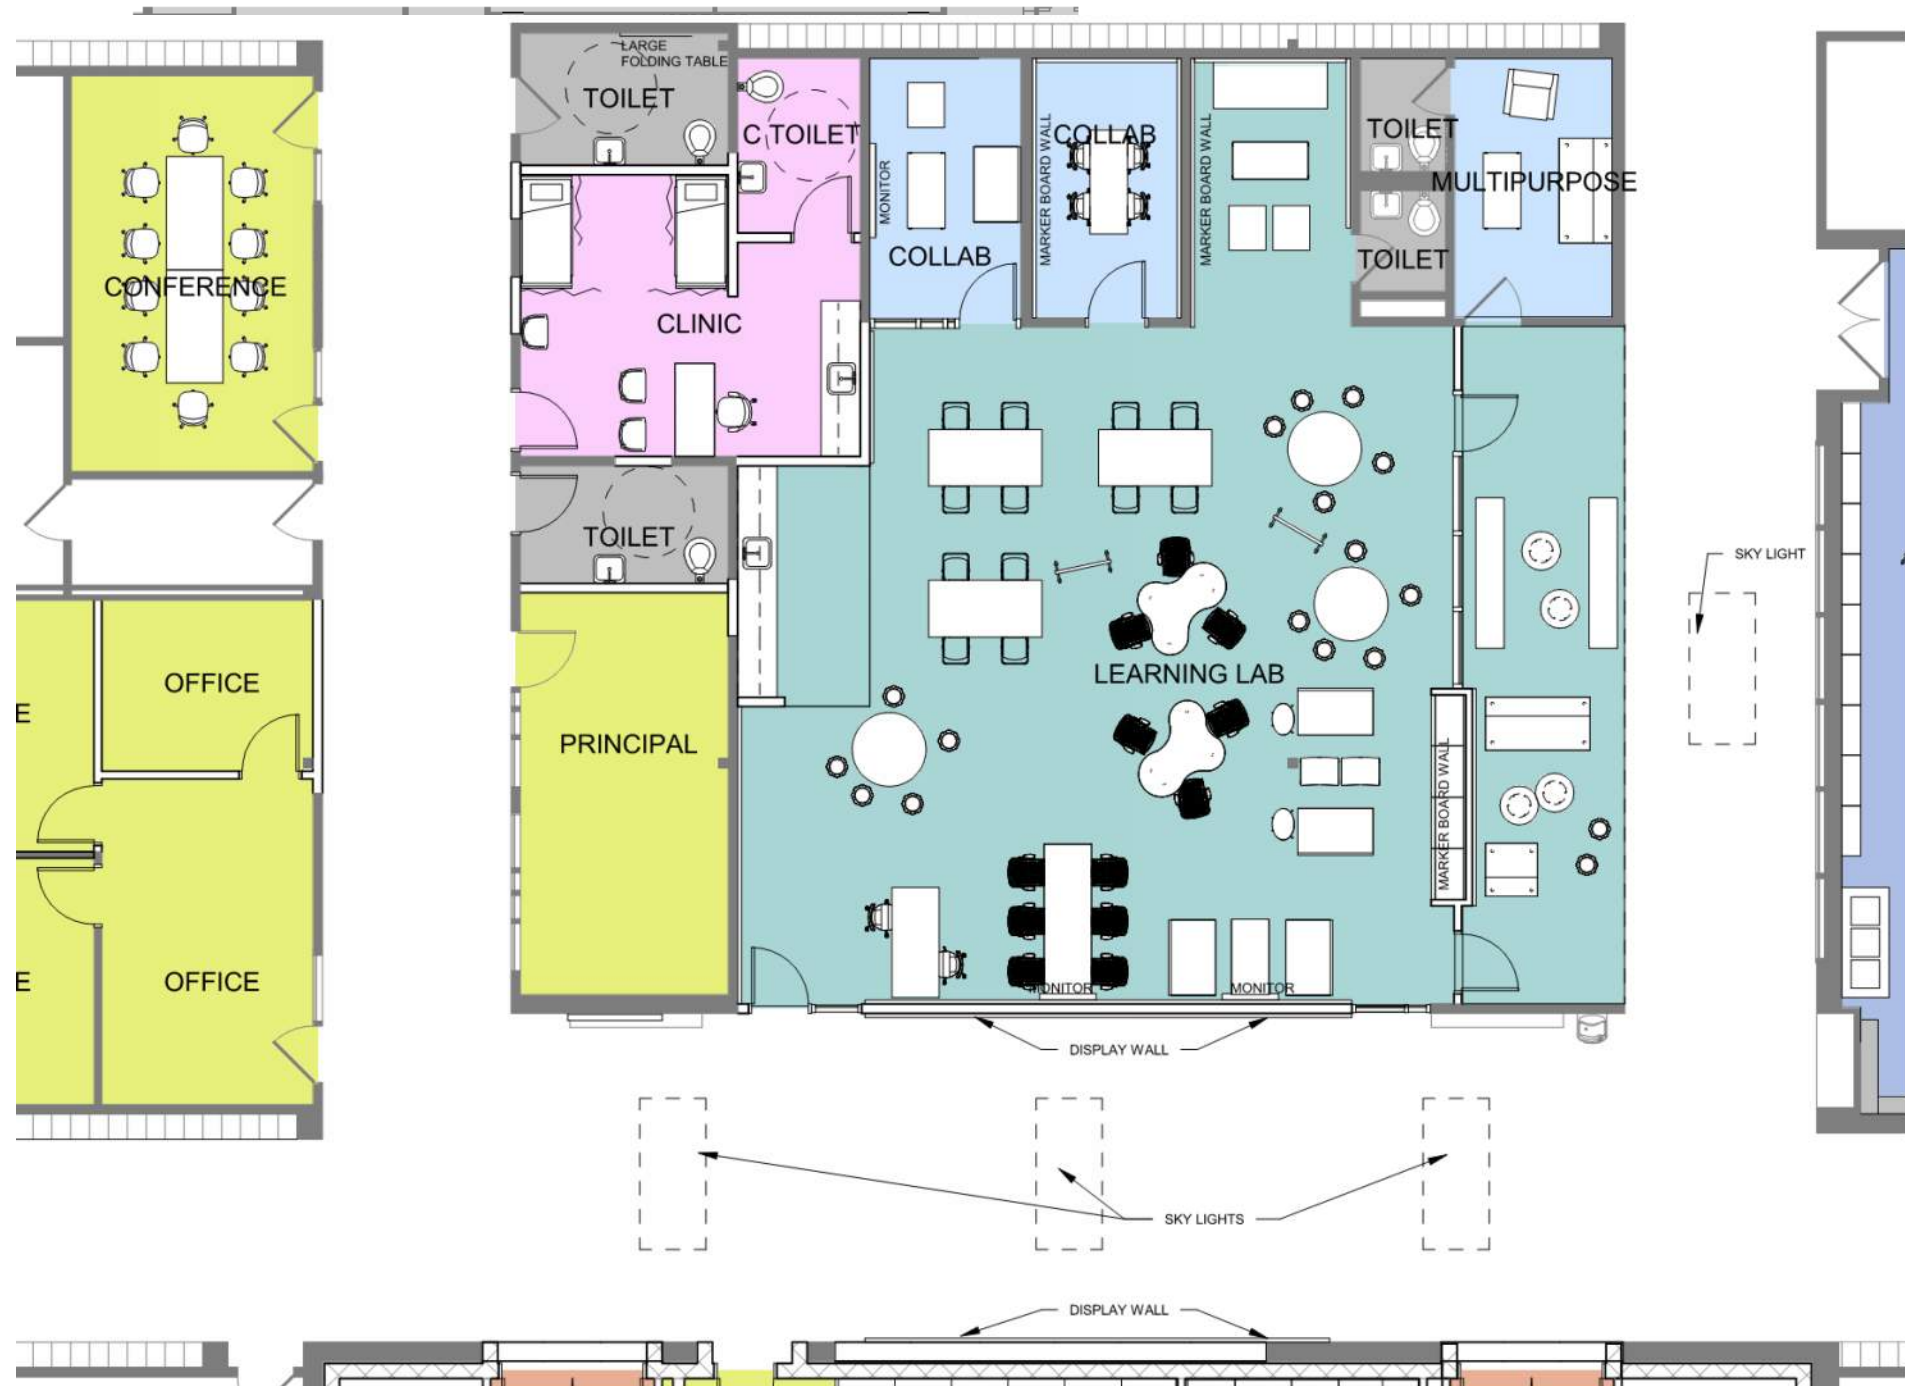 LARGE
FOLDING TABLE
TOILET
C TOILET
COLLAB
MARKER BOARD WALL
MARKER BOARD WALL
TOILET
MONITOR
MULTIPURPOSE
COLLAB
TOILET
CONFERENCE
CLINIC
TOILET
SKY LIGHT
LEARNING LAB
OFFICE
E
PRINCIPAL
MARKER BOARD WALL
OFFICE
E
MONITOR
MONITOR
DISPLAY WALL
SKY LIGHTS
DISPLAY WALL